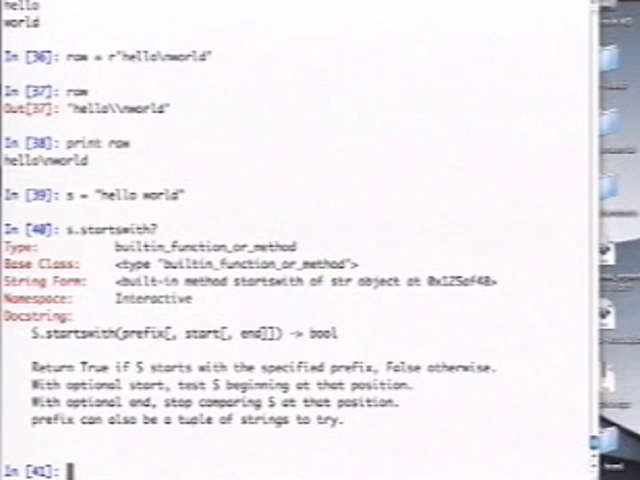 hello
world
In [36]: raw = r"hello\nworld"
In [37]: raw
Out[37]: "hello\\nworld"
In [38]: print raw
hello\nworld
In [39]: s = "hello world"
In [40]: s.startswith?
Type: builtin_function_or_method
Base Class: <type "builtin_function_or_method">
String Form: <built-in method startswith of str object at 0x125af48>
Namespace: Interactive
Docstring:
S.startswith(prefix[, start[, end]]) -> bool
Return True if S starts with the specified prefix, False otherwise.
With optional start, test S beginning at that position.
With optional end, stop comparing S at that position.
prefix can also be a tuple of strings to try.
In [41]: